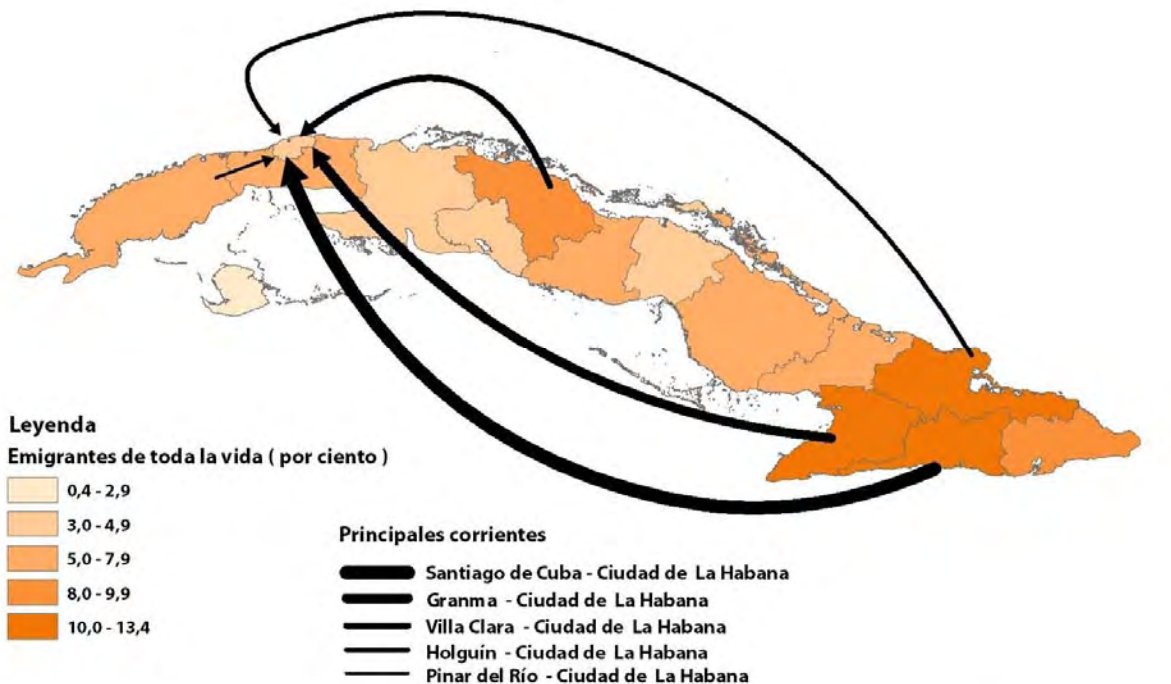 Leyenda
Emigrantes de toda la vida ( por ciento )
0,4 - 2,9
3,0 - 4,9
5,0 - 7,9
8,0 - 9,9
10,0 - 13,4
Principales corrientes
Santiago de Cuba - Ciudad de La Habana
Granma - Ciudad de La Habana
Villa Clara - Ciudad de La Habana
Holguín - Ciudad de La Habana
Pinar del Río - Ciudad de La Habana